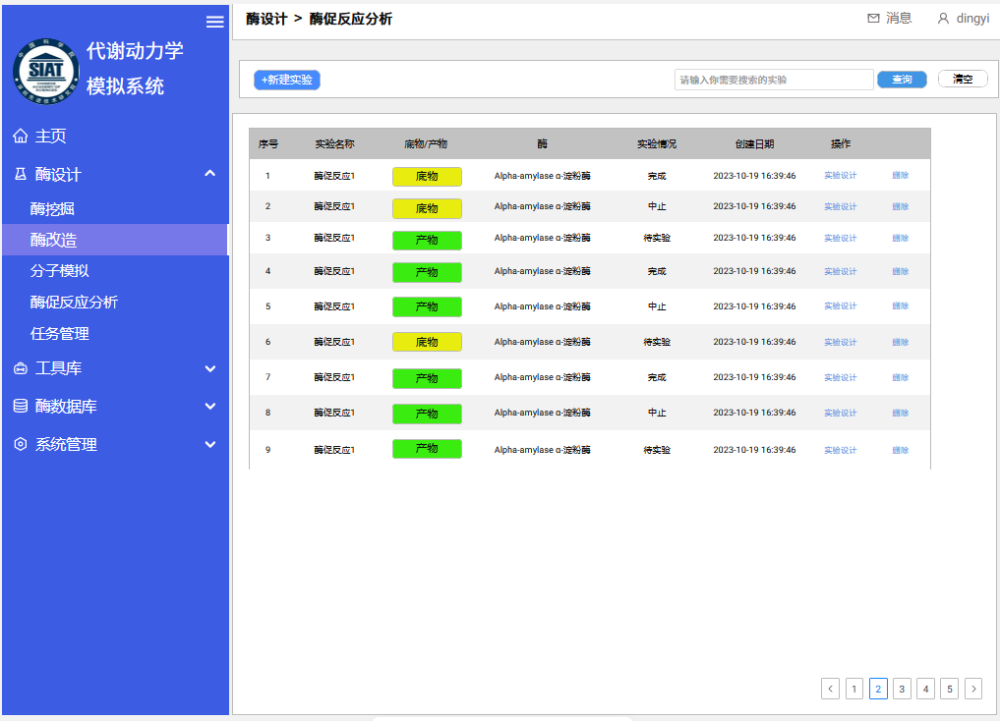 酶设计 > 酶促反应分析
消息
dingyi
SIAT
CHINESE
ACADEMY OF
SCIENCES
代谢动力学
模拟系统
主页
酶设计
酶挖掘
酶改造
分子模拟
酶促反应分析
任务管理
工具库
酶数据库
系统管理
+新建实验
请输入你需要搜索的实验
查询
清空
序号 实验名称 底物/产物 酶 实验情况 创建日期 操作
1 酶促反应1 底物 Alpha-amylase α-淀粉酶 完成 2023-10-19 16:39:46 实验设计 删除
2 酶促反应1 底物 Alpha-amylase α-淀粉酶 中止 2023-10-19 16:39:46 实验设计 删除
3 酶促反应1 产物 Alpha-amylase α-淀粉酶 待实验 2023-10-19 16:39:46 实验设计 删除
4 酶促反应1 产物 Alpha-amylase α-淀粉酶 完成 2023-10-19 16:39:46 实验设计 删除
5 酶促反应1 产物 Alpha-amylase α-淀粉酶 中止 2023-10-19 16:39:46 实验设计 删除
6 酶促反应1 底物 Alpha-amylase α-淀粉酶 待实验 2023-10-19 16:39:46 实验设计 删除
7 酶促反应1 产物 Alpha-amylase α-淀粉酶 完成 2023-10-19 16:39:46 实验设计 删除
8 酶促反应1 产物 Alpha-amylase α-淀粉酶 中止 2023-10-19 16:39:46 实验设计 删除
9 酶促反应1 产物 Alpha-amylase α-淀粉酶 待实验 2023-10-19 16:39:46 实验设计 删除
< 1 2 3 4 5 >